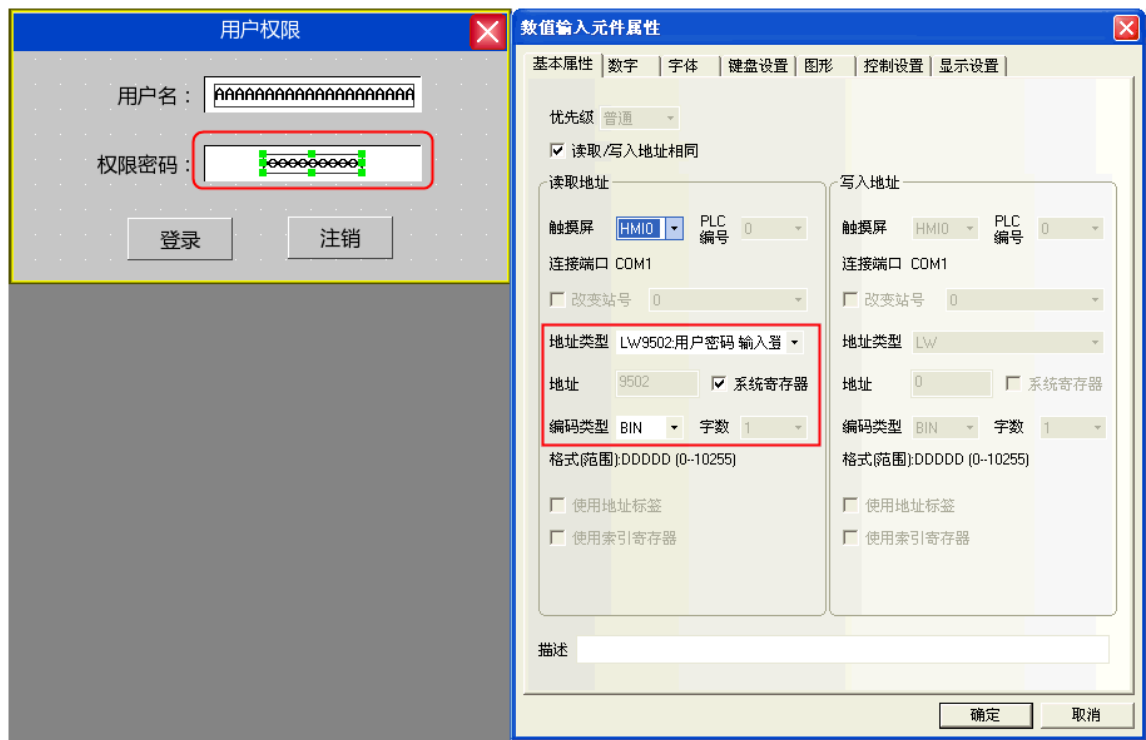 用户权限
用户名： AAAAAAAAAAAAAAAAAAAA
权限密码：
登录 注销
数值输入元件属性
基本属性 数字 字体 键盘设置 图形 控制设置 显示设置
优先级 普通
读取/写入地址相同
读取地址
触摸屏 HMI0 PLC编号 0
连接端口 COM1
改变站号 0
地址类型 LW9502:用户密码 输入登
地址 9502 系统寄存器
编码类型 BIN 字数 1
格式(范围):DDDDD (0--10255)
使用地址标签
使用索引寄存器
写入地址
触摸屏 HMI0 PLC编号 0
连接端口 COM1
改变站号 0
地址类型 LW
地址 0 系统寄存器
编码类型 BIN 字数 1
格式(范围):DDDDD (0--10255)
使用地址标签
使用索引寄存器
描述
确定 取消